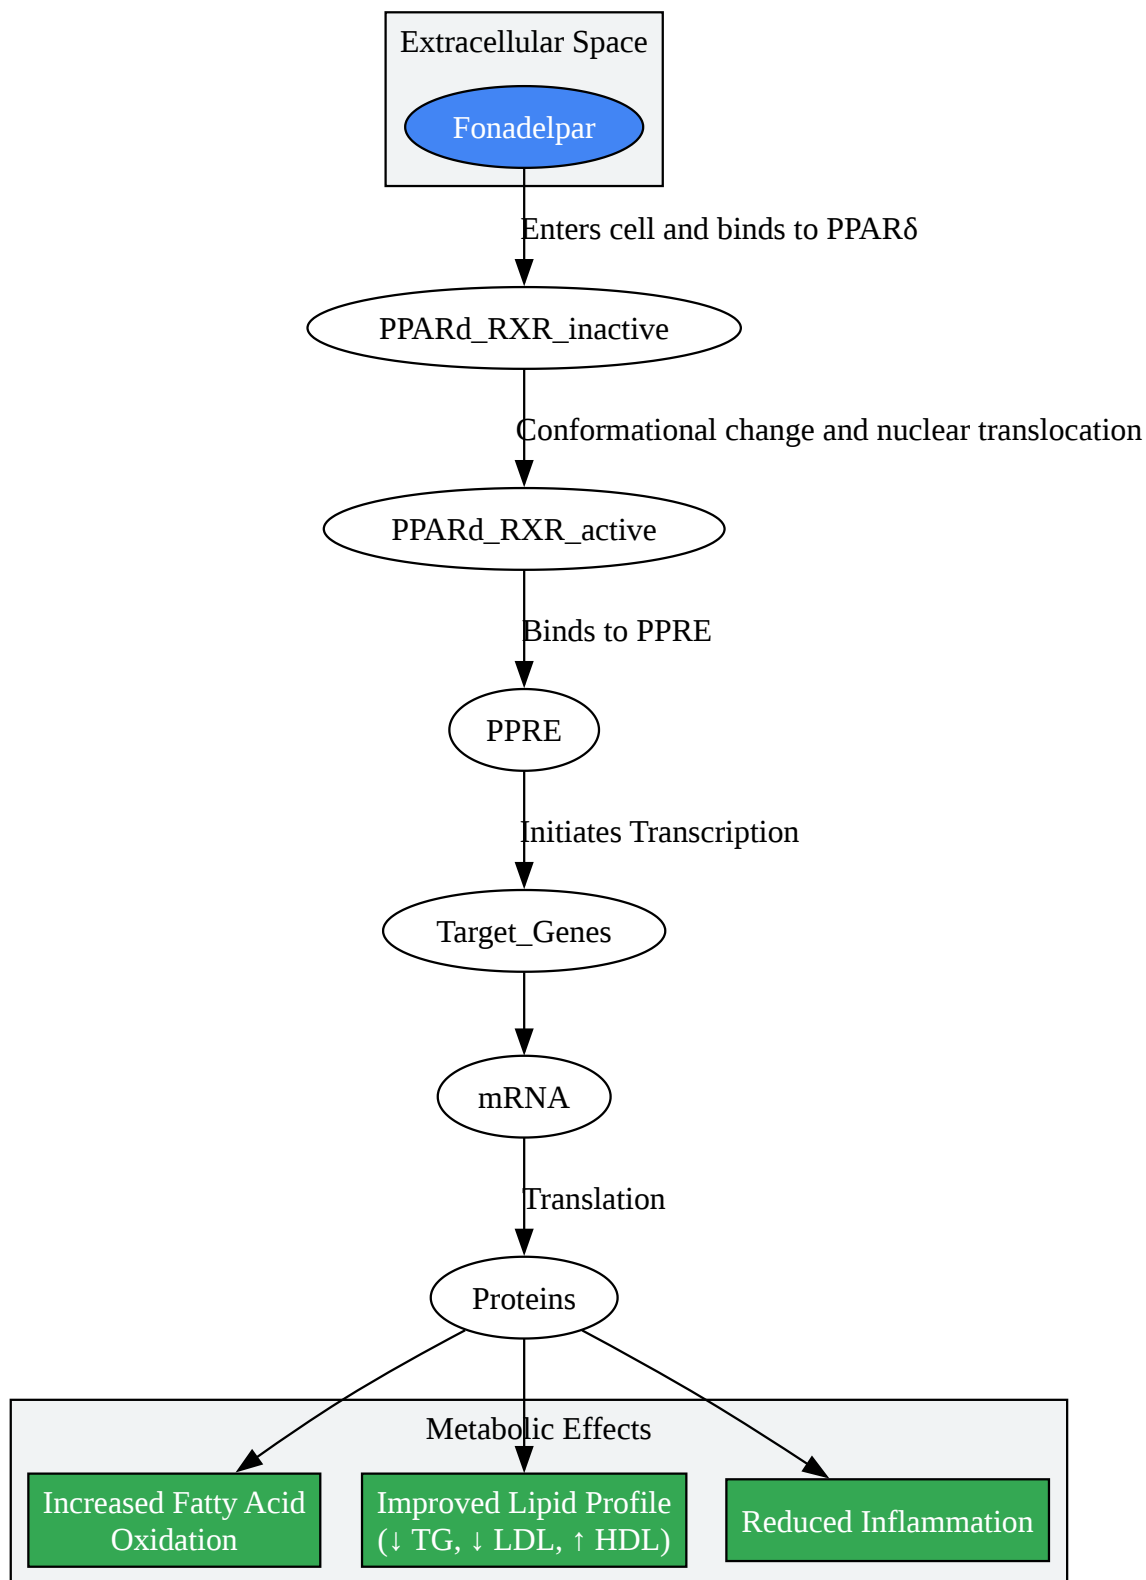 Extracellular Space
Fonadelpar
Enters cell and binds to PPARδ
PPARd_RXR_inactive
Conformational change and nuclear translocation
PPARd_RXR_active
Binds to PPRE
PPRE
Initiates Transcription
Target_Genes
mRNA
Translation
Proteins
Metabolic Effects
Increased Fatty Acid
Oxidation
Improved Lipid Profile
(↓ TG, ↓ LDL, ↑ HDL)
Reduced Inflammation